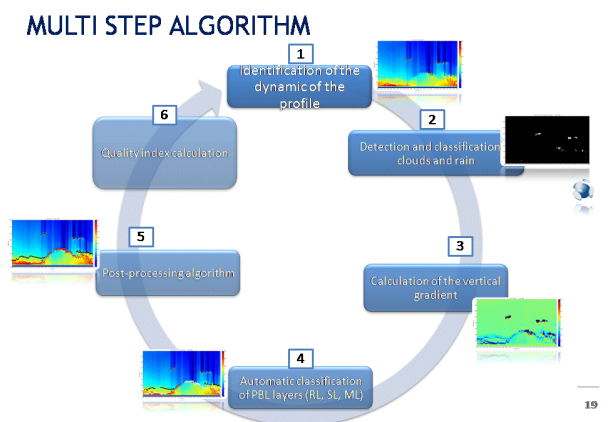 MULTI STEP ALGORITHM
1
Identification of the
dynamic of the
profile
2
Detection and classification
clouds and rain
3
Calculation of the vertical
gradient
4
Automatic classification
of PBL layers (RL, SL, ML)
5
Post-processing algorithm
6
Quality index calculation
19